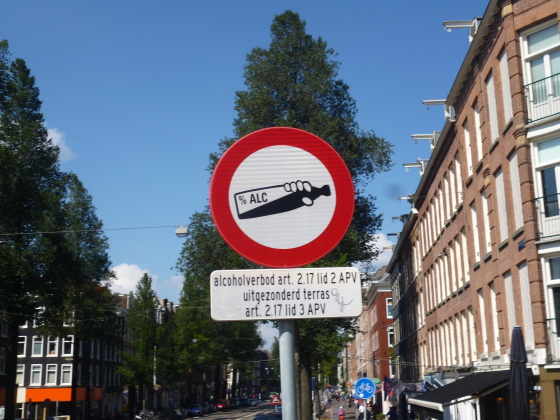 % ALC
alcoholverbod art. 2.17 lid 2 APV
uitgezonderd terras
art. 2.17 lid 3 APV